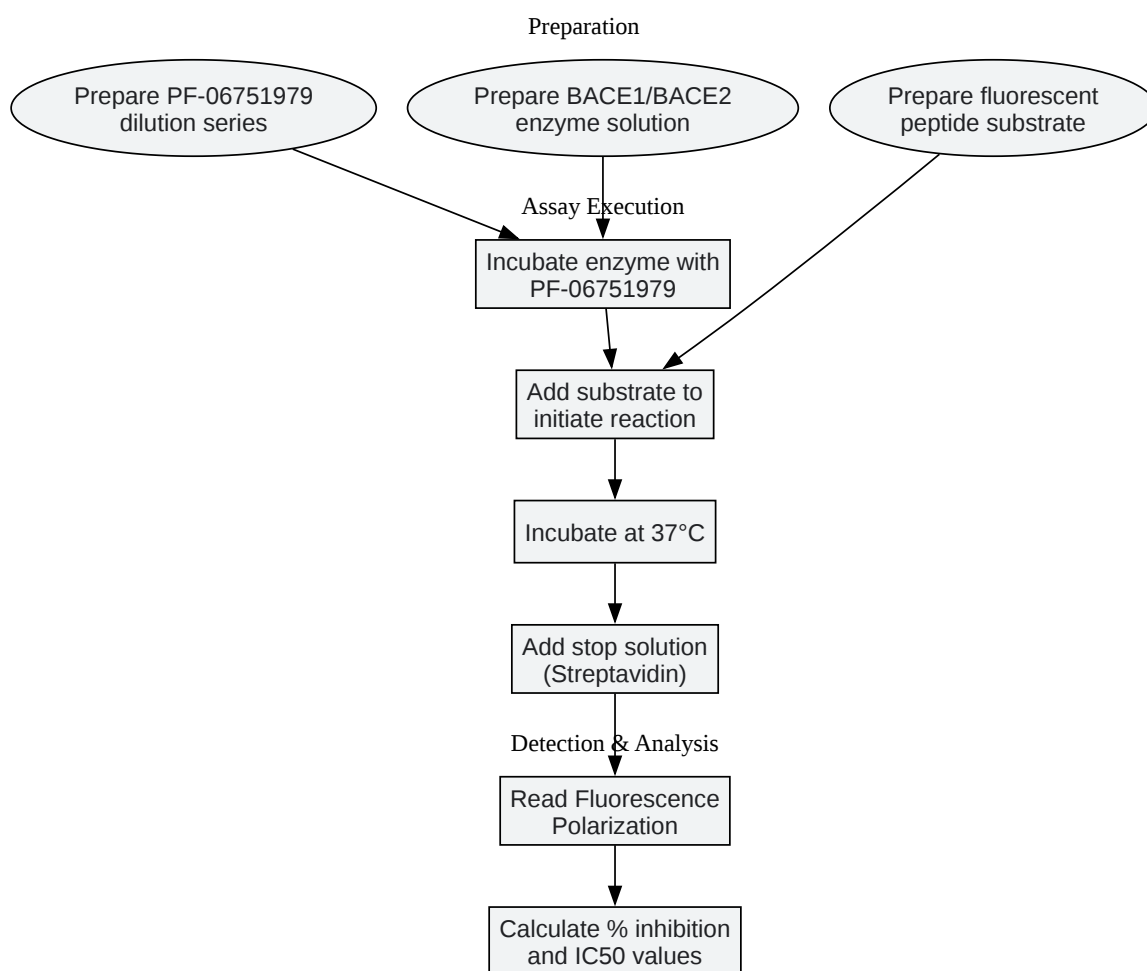 Preparation
Prepare PF-06751979
dilution series
Prepare BACE1/BACE2
enzyme solution
Prepare fluorescent
peptide substrate
Assay Execution
Incubate enzyme with
PF-06751979
Add substrate to
initiate reaction
Incubate at 37°C
Add stop solution
(Streptavidin)
Detection & Analysis
Read Fluorescence
Polarization
Calculate % inhibition
and IC50 values